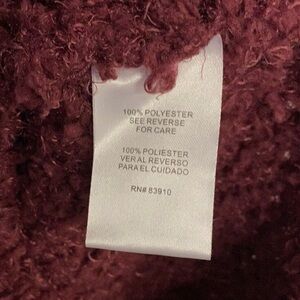 100% POLYESTER
SEE REVERSE
FOR CARE
100% POLIESTER
VER AL REVERSO
PARA EL CUIDADO
RN# 83910